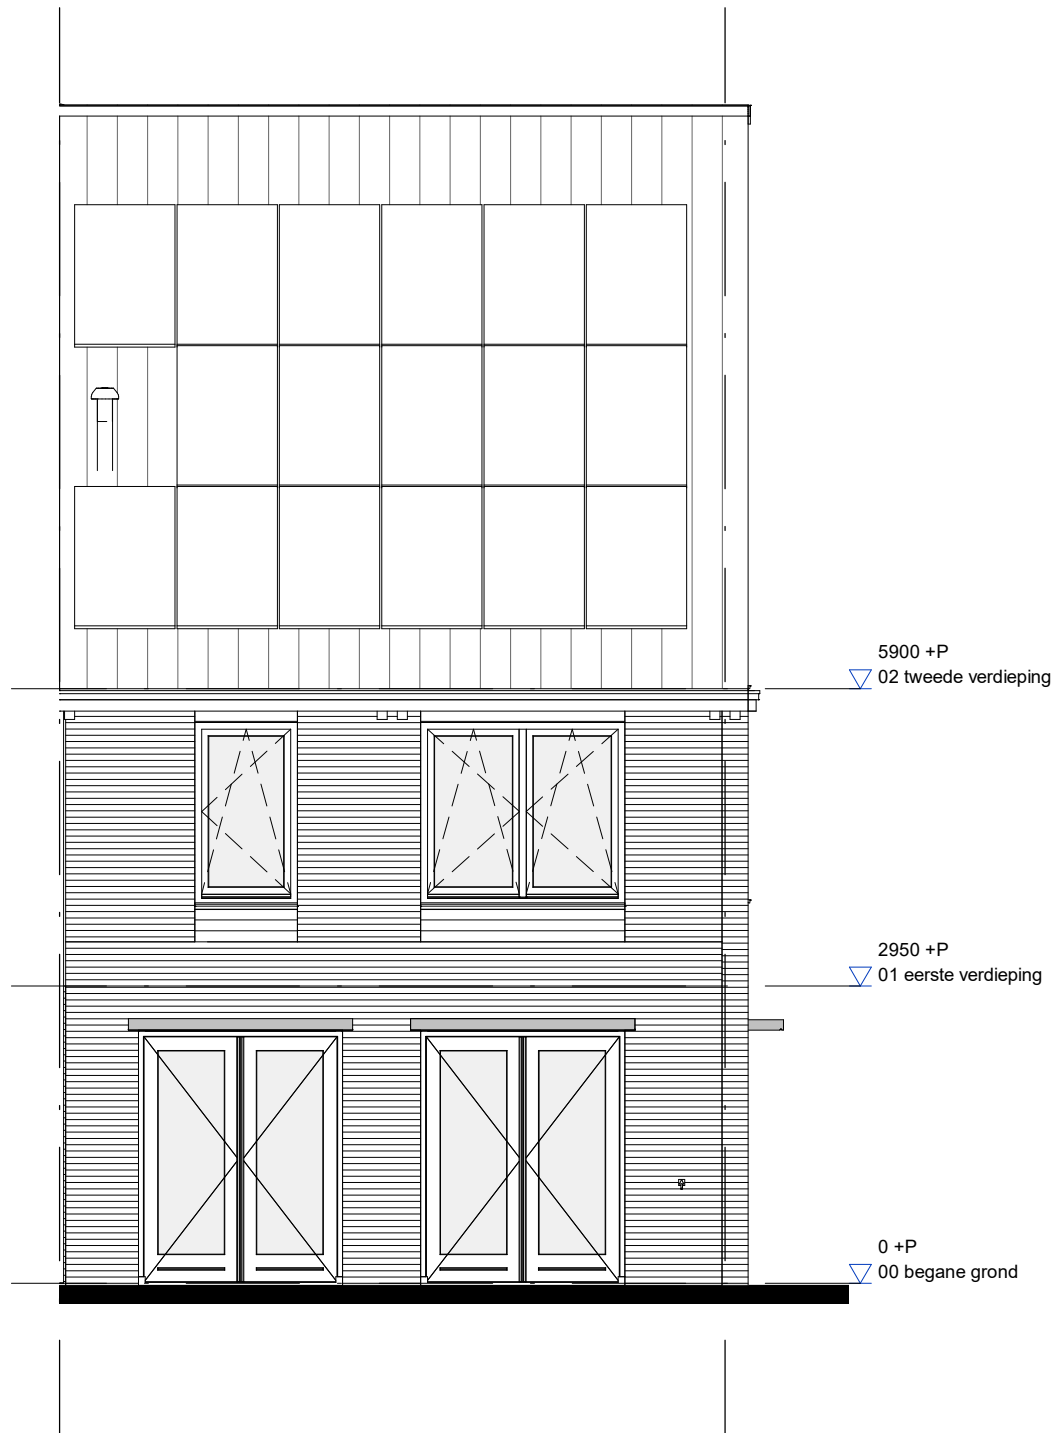 5900 +P
02 tweede verdieping
2950 +P
01 eerste verdieping
0 +P
00 begane grond